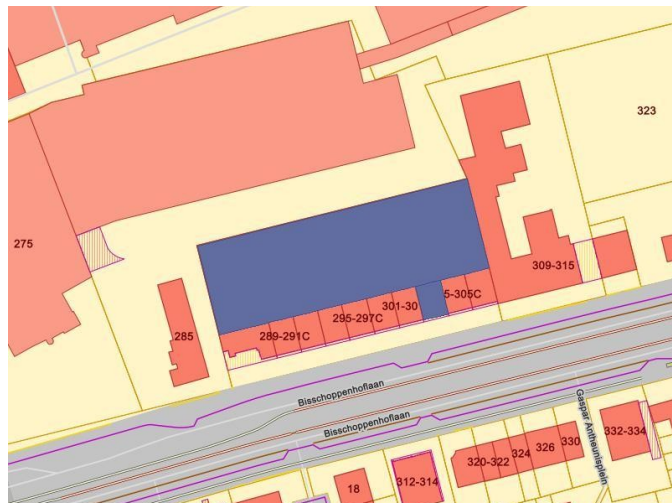 323
275
309-315
5-305C
301-30
295-297C
289-291C
285
Bisschoppenhoflaan
Bisschoppenhoflaan
Gaspar Antheunisplein
332-334
330
326
324
320-322
312-314
18